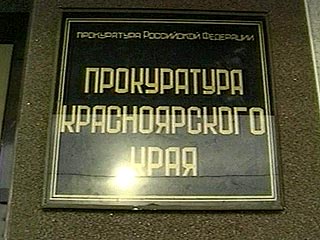 ПРОКУРАТУРА РОССИЙСКОЙ ФЕДЕРАЦИИ
ПРОКУРАТУРА
КРАСНОЯРСКОГО
КРАЯ